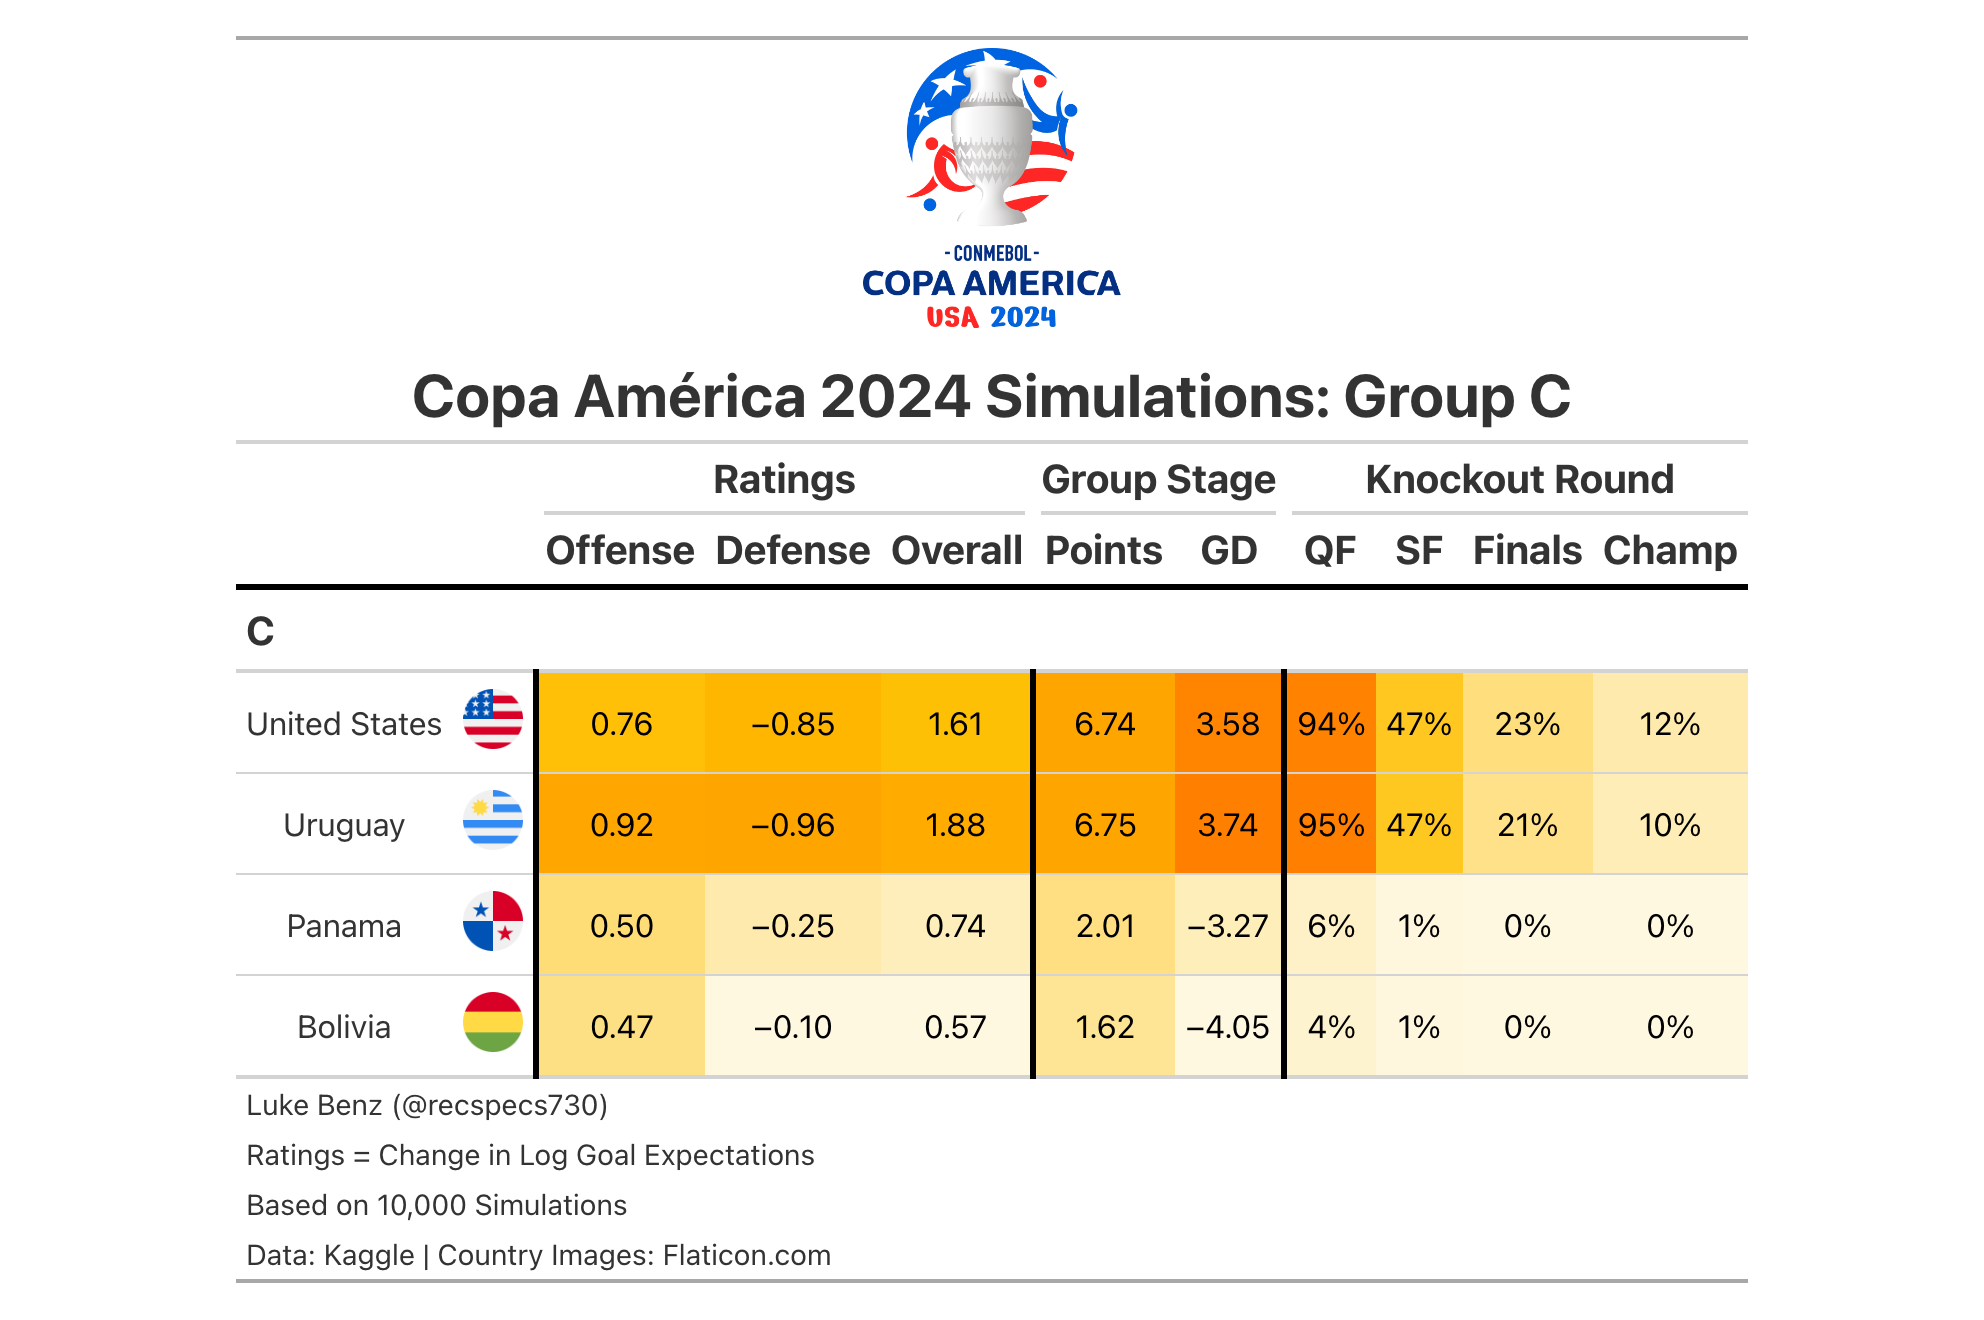 - CONMEBOL -
COPA AMERICA
USA 2024
Copa América 2024 Simulations: Group C
Ratings Group Stage Knockout Round
Offense Defense Overall Points GD QF SF Finals Champ
C
United States 0.76 −0.85 1.61 6.74 3.58 94% 47% 23% 12%
Uruguay 0.92 −0.96 1.88 6.75 3.74 95% 47% 21% 10%
Panama 0.50 −0.25 0.74 2.01 −3.27 6% 1% 0% 0%
Bolivia 0.47 −0.10 0.57 1.62 −4.05 4% 1% 0% 0%
Luke Benz (@recspecs730)
Ratings = Change in Log Goal Expectations
Based on 10,000 Simulations
Data: Kaggle | Country Images: Flaticon.com